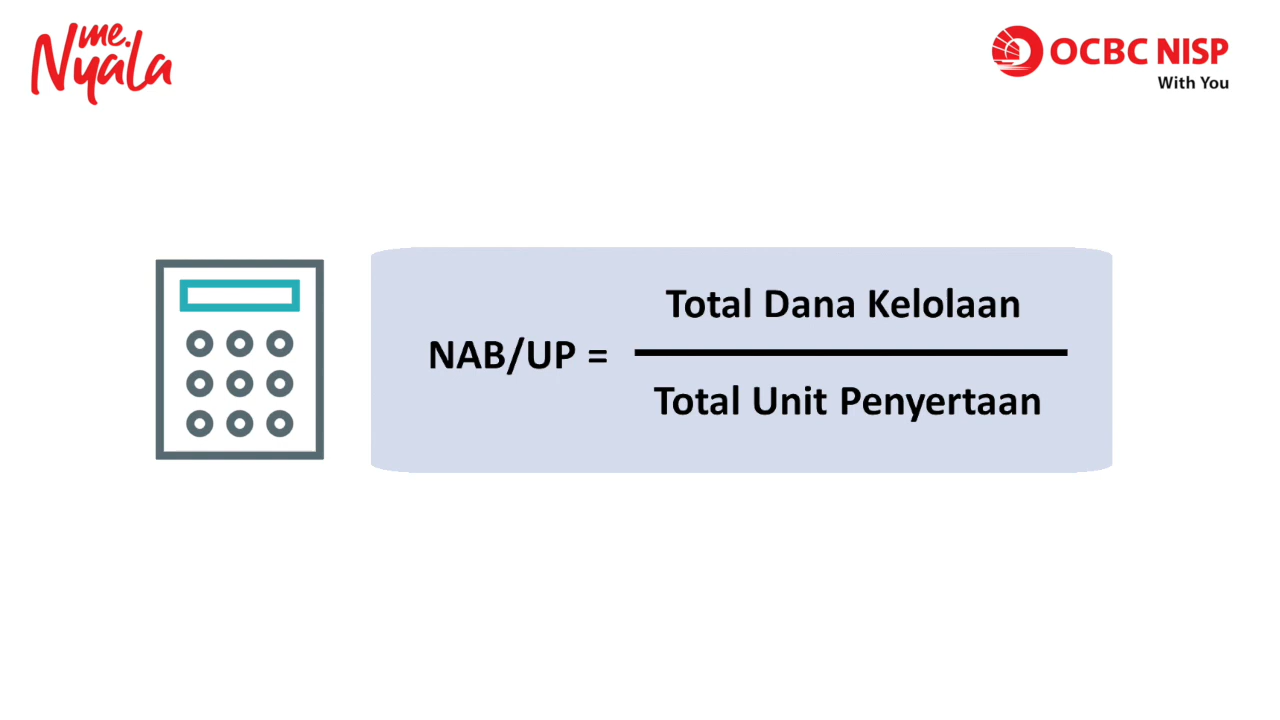 me.
Nyala
OCBC NISP
With You
NAB/UP =
Total Dana Kelolaan
Total Unit Penyertaan